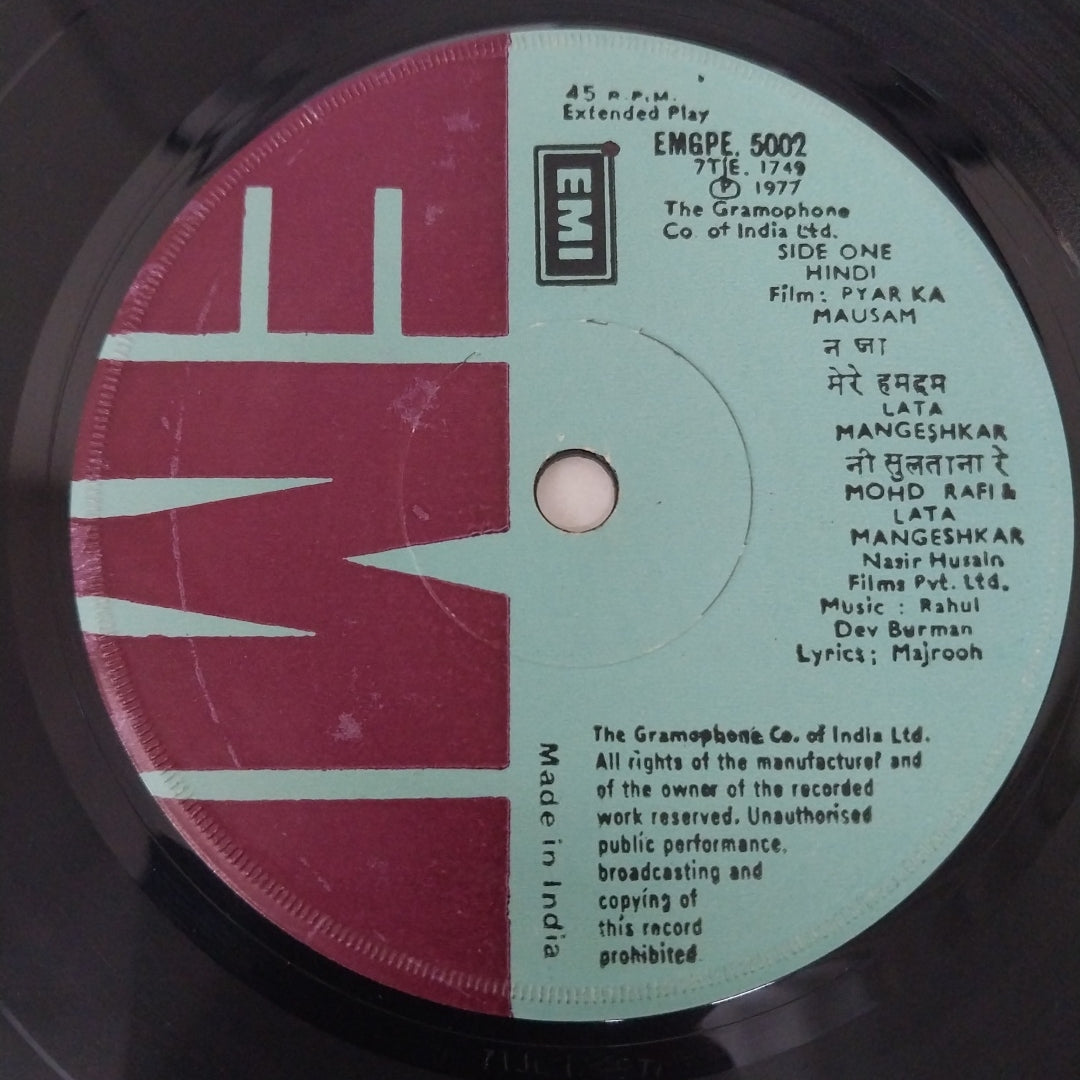 45 R.P.M.
Extended Play
EMGPE. 5002
7TJE. 1749
Ⓟ 1977
EMI
The Gramophone
Co. of India Ltd.
SIDE ONE
HINDI
Film: PYAR KA
MAUSAM
न जा
मेरे हमदम
LATA
MANGESHKAR
नी सुलताना रे
MOHD RAFI &
LATA
MANGESHKAR
Nasir Husain
Films Pvt. Ltd.
Music : Rahul
Dev Burman
Lyrics; Majrooh
The Gramophone Co. of India Ltd.
All rights of the manufacturer and
of the owner of the recorded
work reserved. Unauthorised
public performance,
broadcasting and
copying of
this record
prohibited
Made in India
EMI